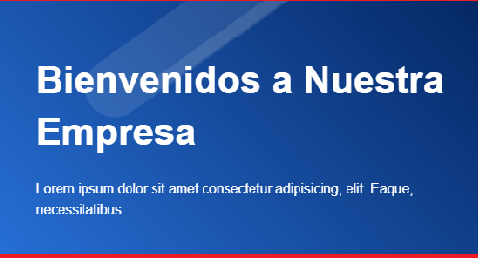 Bienvenidos a Nuestra
Empresa
Lorem ipsum dolor sit amet consectetur adipisicing, elit. Eaque,
necessitatibus